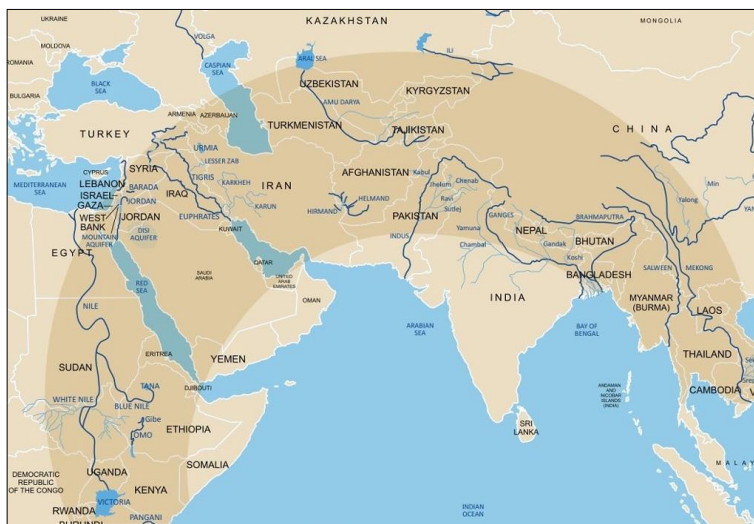 UKRAINE
KAZAKHSTAN
MONGOLIA
MOLDOVA
VOLGA
ROMANIA
CASPIAN
SEA
ARAL SEA
ILI
BLACK
SEA
UZBEKISTAN
KYRGYZSTAN
BULGARIA
AMU DARYA
ARMENIA
AZERBAIJAN
TURKEY
TURKMENISTAN
TAJIKISTAN
CHINA
URMIA
LESSER ZAB
CYPRUS
SYRIA
AFGHANISTAN
Kabul
MEDITERRANEAN
SEA
LEBANON
BARADA
TIGRIS
KARKHEH
IRAN
Jhelum
Chenab
Min
ISRAEL
IRAQ
HELMAND
Ravi
Yalong
GAZA
JORDAN
KARUN
HIRMAND
Sutlej
WEST
BANK
JORDAN
EUPHRATES
PAKISTAN
GANGES
BRAHMAPUTRA
MOUNTAIN
AQUIFER
DISI
AQUIFER
KUWAIT
INDUS
Yamuna
NEPAL
BHUTAN
EGYPT
Chambal
Gandak
Koshi
QATAR
SAUDI
ARABIA
UNITED
ARAB
EMIRATES
BANGLADESH
SALWEEN
MEKONG
RED
SEA
OMAN
INDIA
MYANMAR
(BURMA)
LAOS
NILE
ARABIAN
SEA
BAY OF
BENGAL
ERITREA
YEMEN
THAILAND
SUDAN
TANA
DJIBOUTI
ANDAMAN
AND
NICOBAR
ISLANDS
(INDIA)
CAMBODIA
WHITE NILE
BLUE NILE
Gibe
ETHIOPIA
SRI
LANKA
OMO
SOMALIA
MALAY
DEMOCRATIC
REPUBLIC
OF THE CONGO
UGANDA
KENYA
VICTORIA
RWANDA
INDIAN
OCEAN
PANGANI
BURUNDI